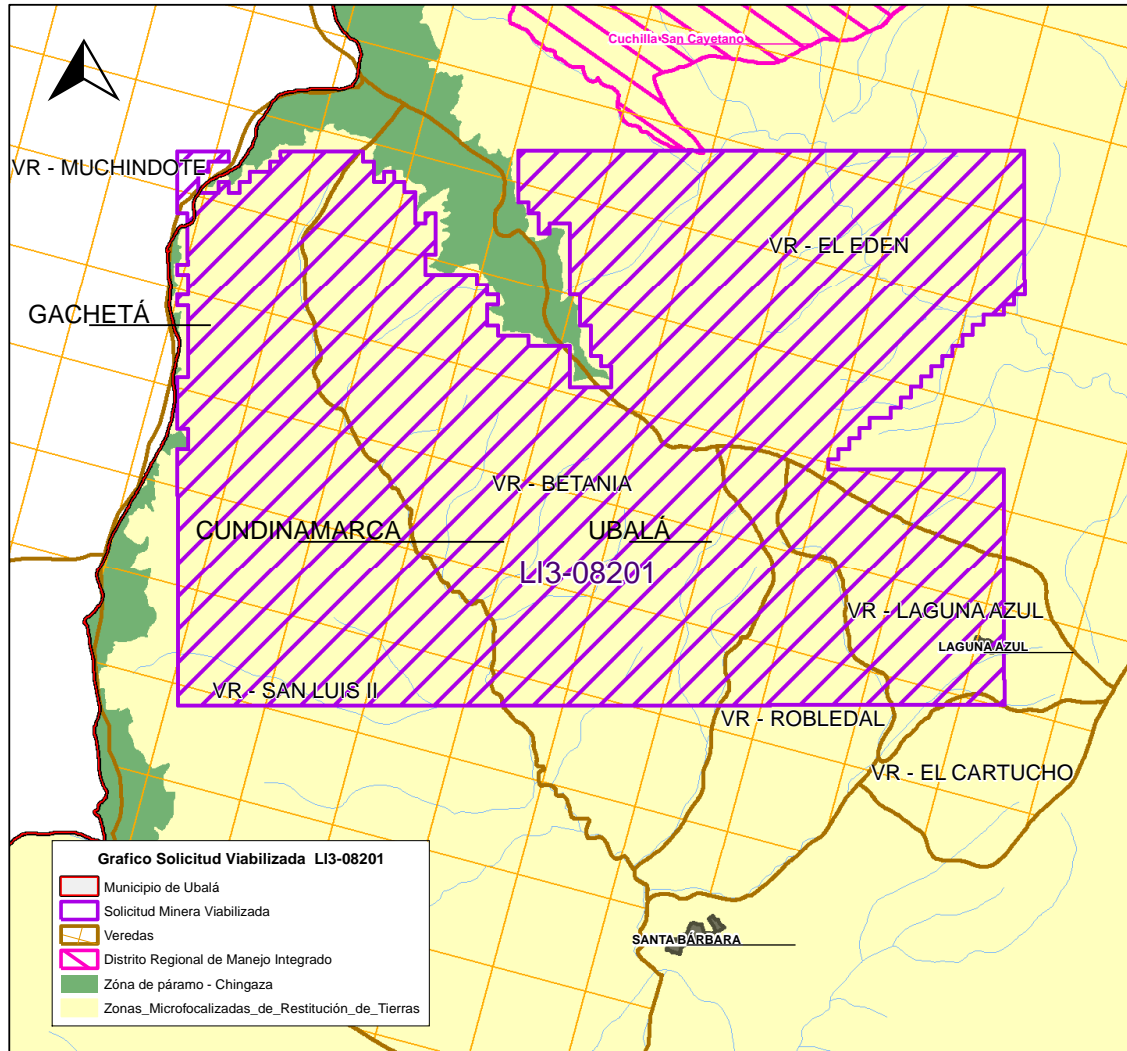 Cuchilla San Cayetano
VR - MUCHINDOTE
VR - EL EDEN
GACHETÁ
VR - BETANIA
CUNDINAMARCA
UBALÁ
LI3-08201
VR - LAGUNA AZUL
LAGUNA AZUL
VR - SAN LUIS II
VR - ROBLEDAL
VR - EL CARTUCHO
SANTA BÁRBARA
Grafico Solicitud Viabilizada LI3-08201
Municipio de Ubalá
Solicitud Minera Viabilizada
Veredas
Distrito Regional de Manejo Integrado
Zóna de páramo - Chingaza
Zonas_Microfocalizadas_de_Restitución_de_Tierras